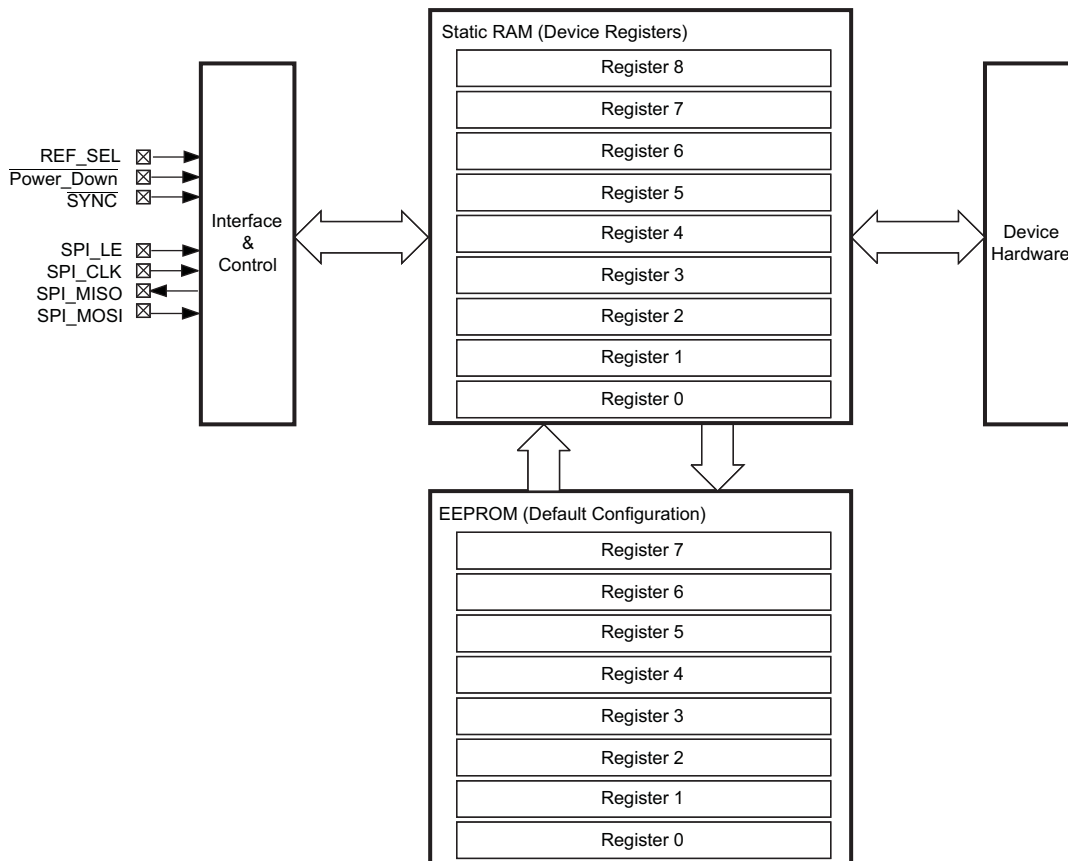 Static RAM (Device Registers)
Register 8
Register 7
Register 6
Register 5
Register 4
Register 3
Register 2
Register 1
Register 0
REF_SEL
Power_Down
SYNC
SPI_LE
SPI_CLK
SPI_MISO
SPI_MOSI
Interface
&
Control
Device
Hardware
EEPROM (Default Configuration)
Register 7
Register 6
Register 5
Register 4
Register 3
Register 2
Register 1
Register 0